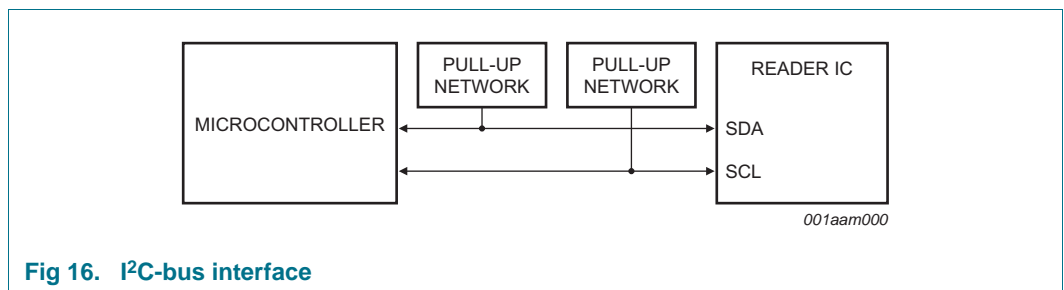 PULL-UP
NETWORK
PULL-UP
NETWORK
READER IC
MICROCONTROLLER
SDA
SCL
001aam000
Fig 16. I²C-bus interface